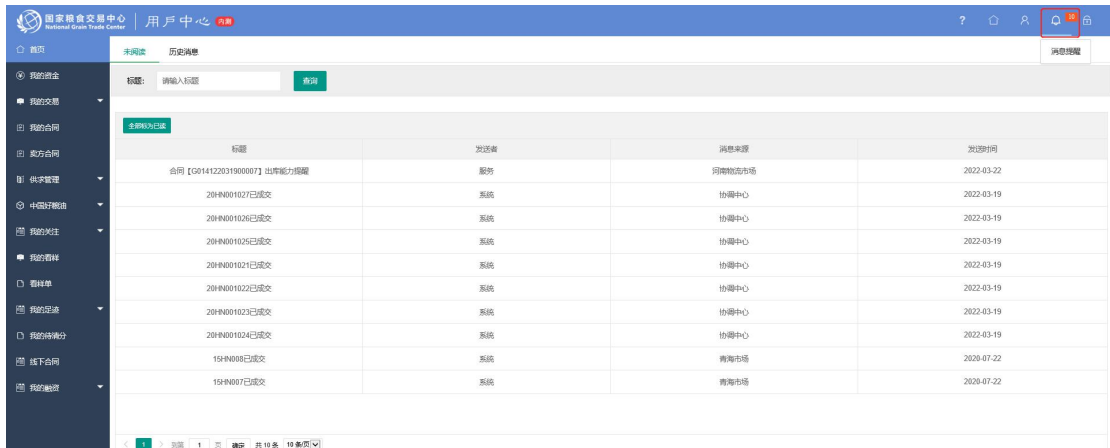 国家粮食交易中心 用户中心 内测 ? 10
National Grain Trade Center
首页
未阅读 历史消息
消息提醒
我的资金
标题: 请输入标题 查询
我的交易
我的合同
全部标为已读
卖方合同
标题 发送者 消息来源 发送时间
供求管理
合同【G014122031900007】出库能力提醒 服务 河南物流市场 2022-03-22
20HN001027已成交 系统 协调中心 2022-03-19
中国好粮油
20HN001026已成交 系统 协调中心 2022-03-19
我的关注
20HN001025已成交 系统 协调中心 2022-03-19
我的看样
20HN001021已成交 系统 协调中心 2022-03-19
看样单
20HN001022已成交 系统 协调中心 2022-03-19
我的足迹
20HN001023已成交 系统 协调中心 2022-03-19
我的待清分
20HN001024已成交 系统 协调中心 2022-03-19
线下合同
15HN008已成交 系统 青海市场 2020-07-22
我的融资
15HN007已成交 系统 青海市场 2020-07-22
< 1 > 到第 1 页 确定 共 10 条 10 条/页